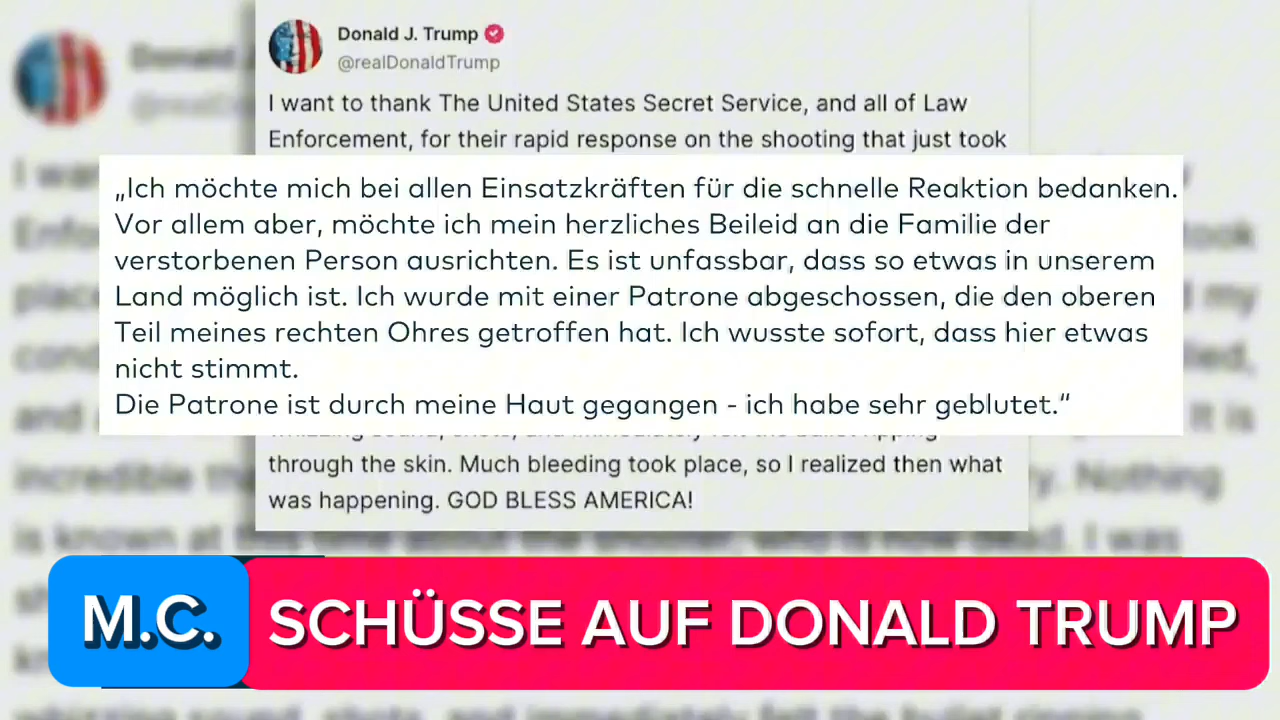 Donald J. Trump
@realDonaldTrump
I want to thank The United States Secret Service, and all of Law
Enforcement, for their rapid response on the shooting that just took
„Ich möchte mich bei allen Einsatzkräften für die schnelle Reaktion bedanken.
Vor allem aber, möchte ich mein herzliches Beileid an die Familie der
verstorbenen Person ausrichten. Es ist unfassbar, dass so etwas in unserem
Land möglich ist. Ich wurde mit einer Patrone abgeschossen, die den oberen
Teil meines rechten Ohres getroffen hat. Ich wusste sofort, dass hier etwas
nicht stimmt.
Die Patrone ist durch meine Haut gegangen - ich habe sehr geblutet.“
through the skin. Much bleeding took place, so I realized then what
was happening. GOD BLESS AMERICA!
M.C.
SCHÜSSE AUF DONALD TRUMP